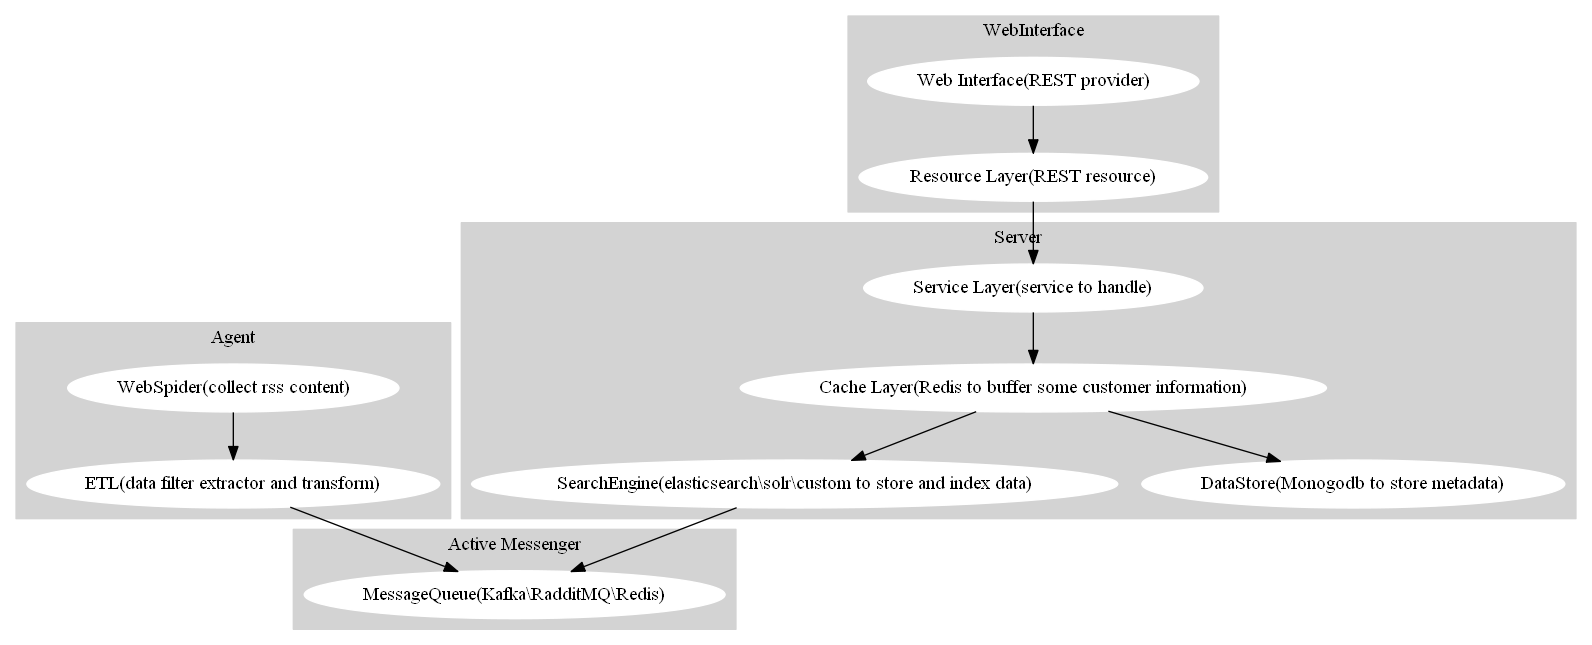 WebInterface
Web Interface(REST provider)
Resource Layer(REST resource)
Server
Service Layer(service to handle)
Agent
WebSpider(collect rss content)
Cache Layer(Redis to buffer some customer information)
ETL(data filter extractor and transform)
SearchEngine(elasticsearch\solr\custom to store and index data)
DataStore(Monogodb to store metadata)
Active Messenger
MessageQueue(Kafka\RadditMQ\Redis)